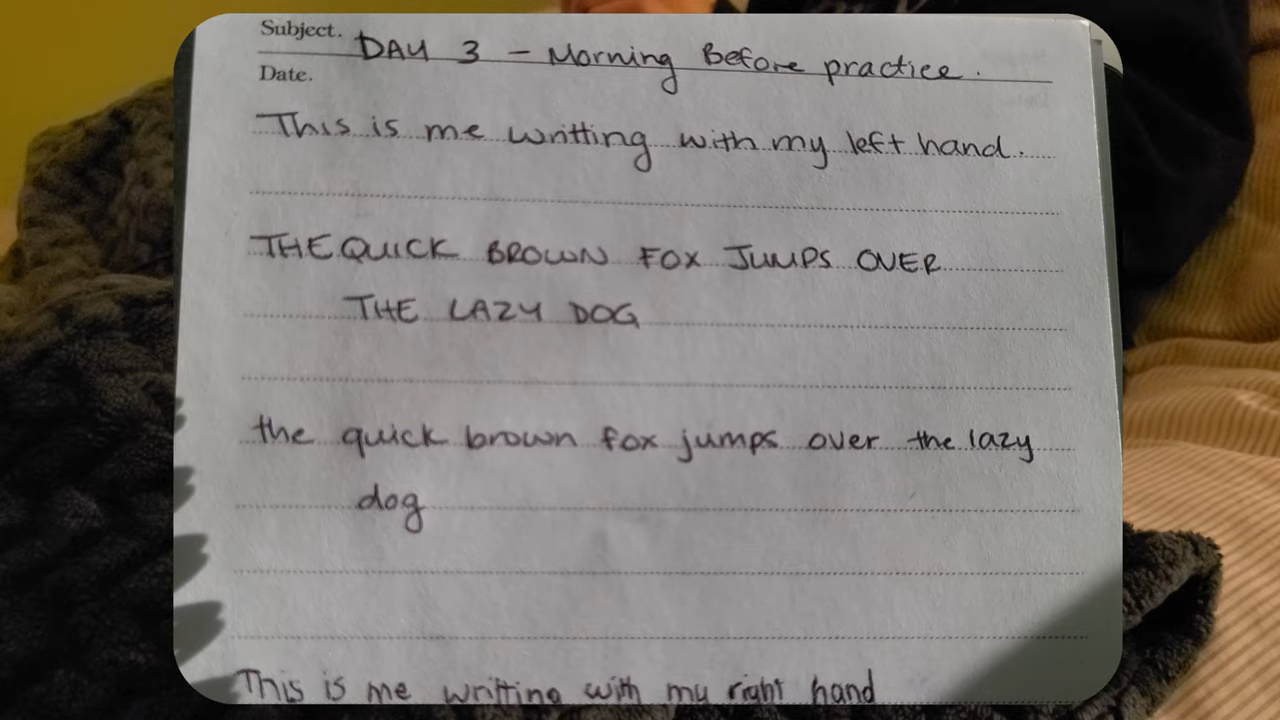 Subject. DAY 3 - Morning Before practice.
Date.
This is me writting with my left hand.
THE QUICK BROWN FOX JUMPS OVER
THE LAZY DOG
the quick brown fox jumps over the lazy
dog
This is me writting with my right hand